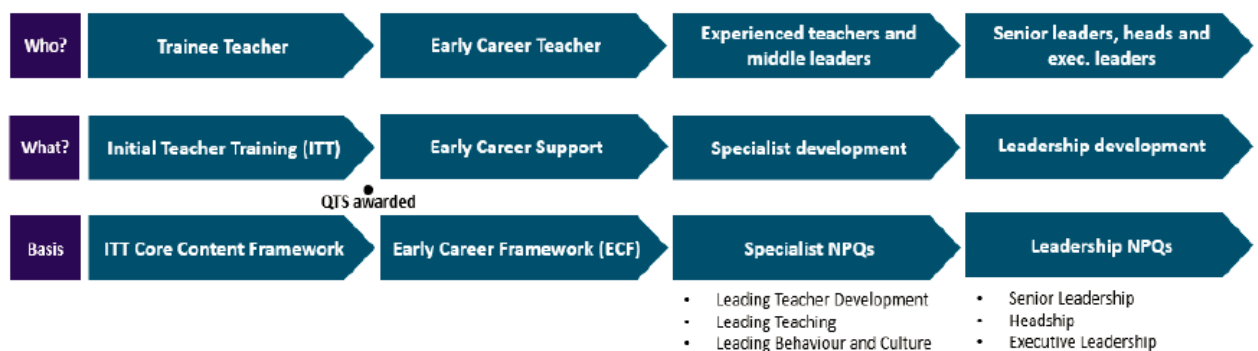 Who?
Trainee Teacher
Early Career Teacher
Experienced teachers and
middle leaders
Senior leaders, heads and
exec. leaders
What?
Initial Teacher Training (ITT)
Early Career Support
Specialist development
Leadership development
QTS awarded
Basis
ITT Core Content Framework
Early Career Framework (ECF)
Specialist NPQs
Leadership NPQs
• Leading Teacher Development
• Leading Teaching
• Leading Behaviour and Culture
• Senior Leadership
• Headship
• Executive Leadership